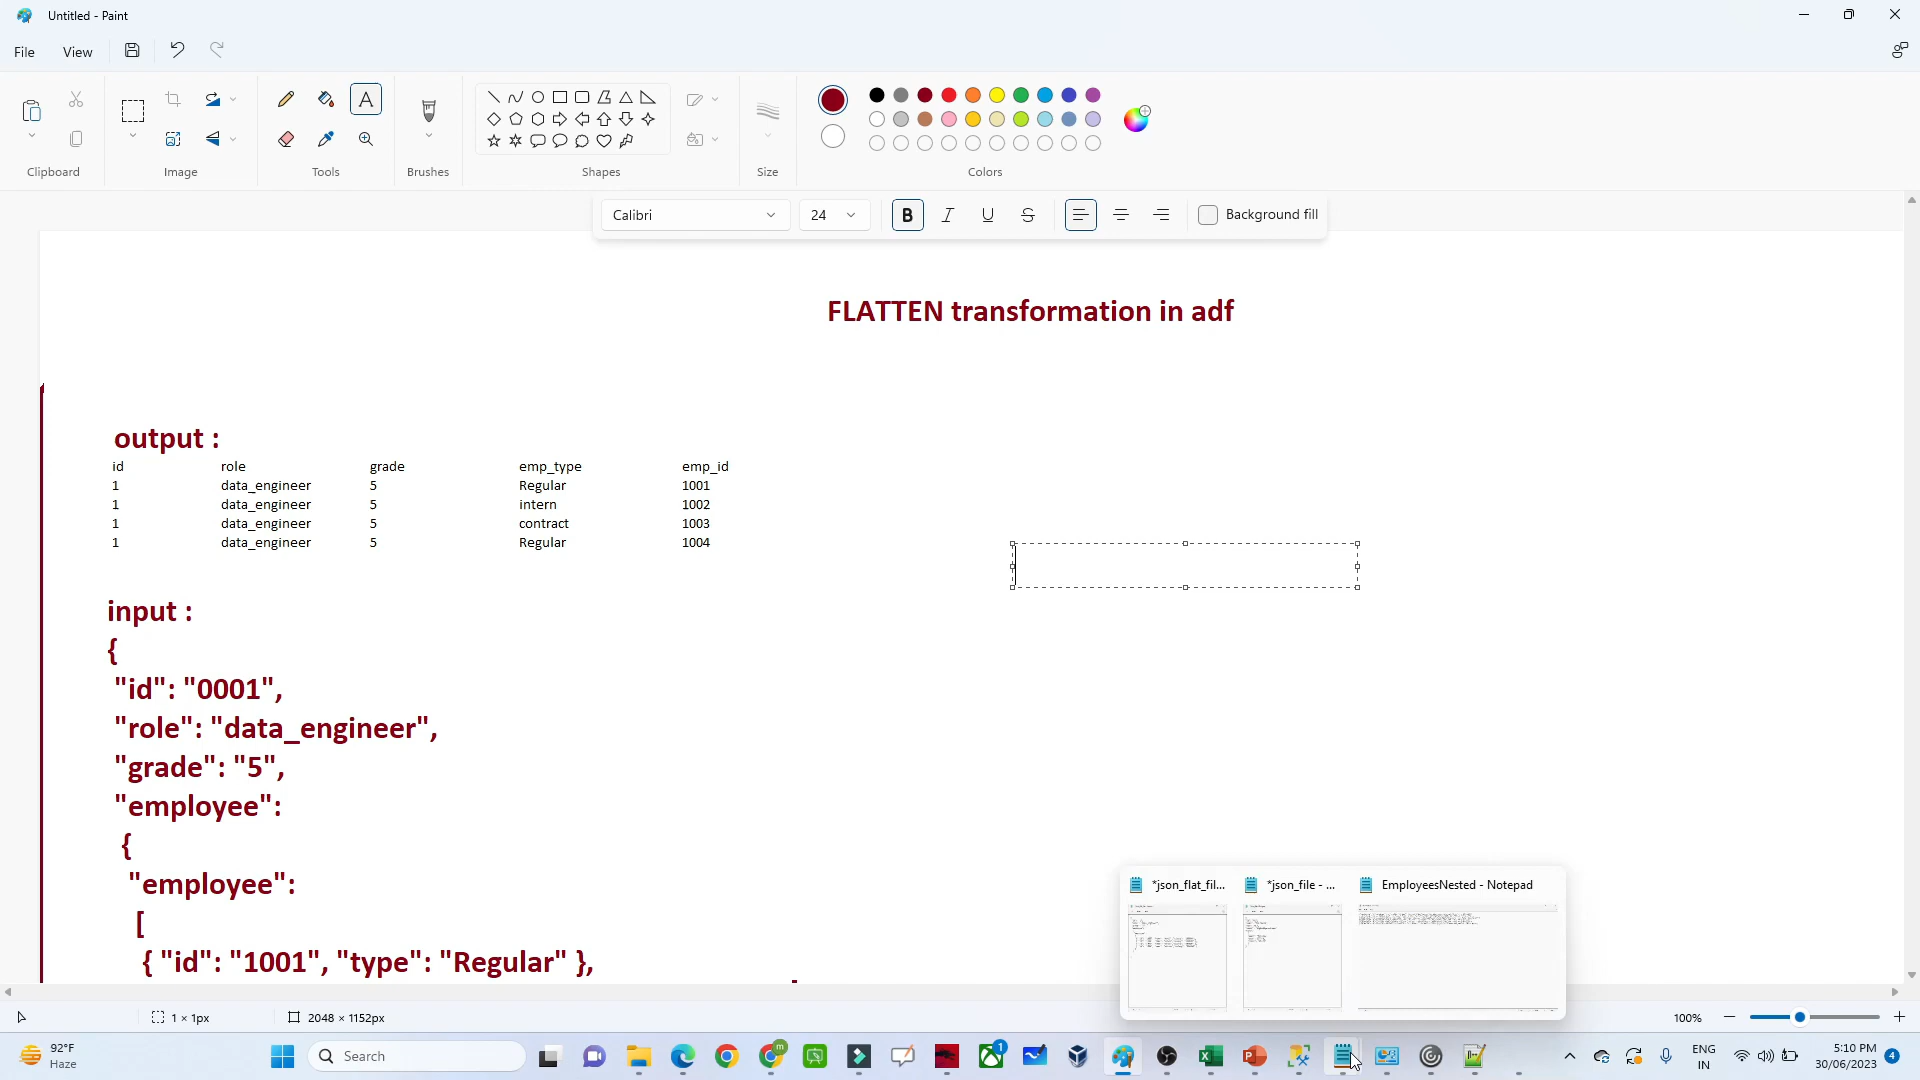 Untitled - Paint
File
View
Clipboard
Image
Tools
Brushes
Shapes
Size
Colors
Calibri
24
B
I
U
S
Background fill
FLATTEN transformation in adf
output :
id role grade emp_type emp_id
1 data_engineer 5 Regular 1001
1 data_engineer 5 intern 1002
1 data_engineer 5 contract 1003
1 data_engineer 5 Regular 1004
input :
{
"id": "0001",
"role": "data_engineer",
"grade": "5",
"employee":
{
"employee":
[
{ "id": "1001", "type": "Regular" },
*json_flat_fil...
*json_file - ...
EmployeesNested - Notepad
1 × 1px
2048 × 1152px
100%
92°F
Haze
Search
m
1
ENG
IN
5:10 PM
30/06/2023
4